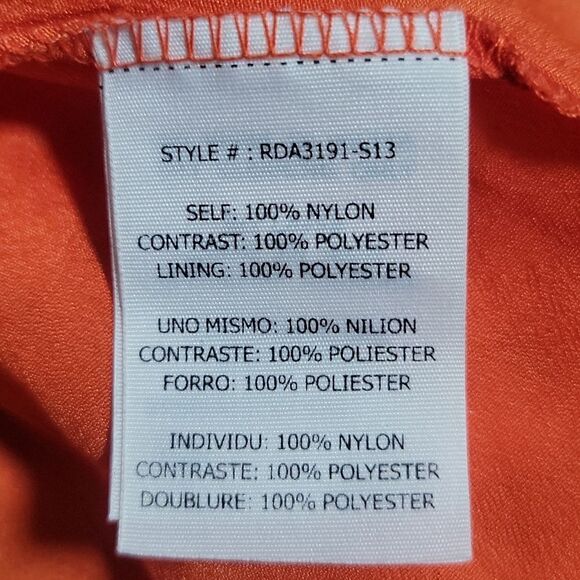 STYLE # : RDA3191-S13
SELF: 100% NYLON
CONTRAST: 100% POLYESTER
LINING: 100% POLYESTER
UNO MISMO: 100% NILION
CONTRASTE: 100% POLIESTER
FORRO: 100% POLIESTER
INDIVIDU: 100% NYLON
CONTRASTE: 100% POLYESTER
DOUBLURE: 100% POLYESTER